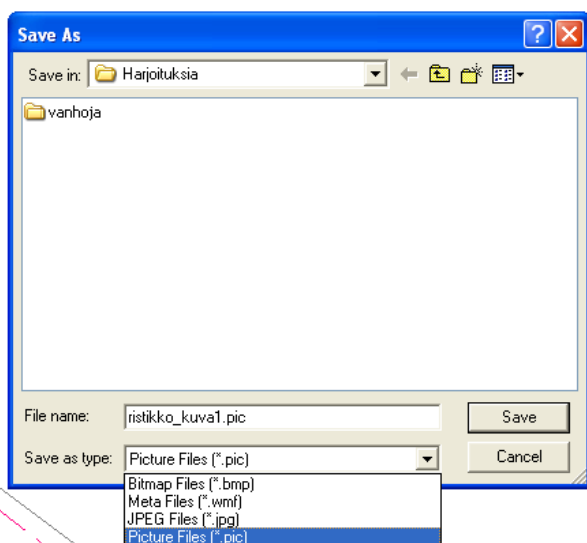 Save As
Save in: Harjoituksia
vanhoja
File name: ristikko_kuva1.pic Save
Save as type: Picture Files (*.pic) Cancel
Bitmap Files (*.bmp)
Meta Files (*.wmf)
JPEG Files (*.jpg)
Picture Files (*.pic)